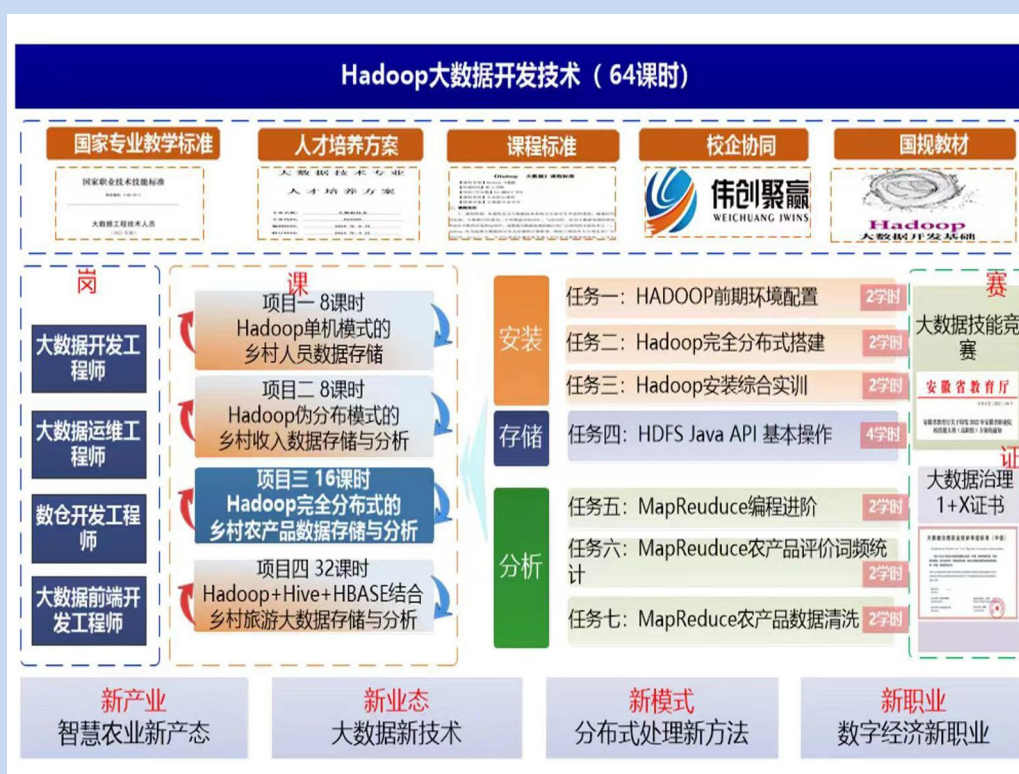 Hadoop大数据开发技术（64课时）
国家专业教学标准
人才培养方案
课程标准
校企协同
国规教材
国家职业技术技能标准
大数据工程技术人员
大数据技术专业
人才培养方案
《Hadoop 大数据》课程标准
伟创聚赢
WEICHUANG JWINS
Hadoop
大数据开发基础
岗
大数据开发工
程师
大数据运维工
程师
数仓开发工程
师
大数据前端开
发工程师
课
项目一 8课时
Hadoop单机模式的
乡村人员数据存储
项目二 8课时
Hadoop伪分布模式的
乡村收入数据存储与分析
项目三 16课时
Hadoop完全分布式的
乡村农产品数据存储与分析
项目四 32课时
Hadoop+Hive+HBASE结合
乡村旅游大数据存储与分析
安装
任务一：HADOOP前期环境配置 2学时
任务二：Hadoop完全分布式搭建 2学时
任务三：Hadoop安装综合实训 2学时
存储
任务四：HDFS Java API 基本操作 4学时
分析
任务五：MapReuduce编程进阶 2学时
任务六：MapReuduce农产品评价词频统
计 2学时
任务七：MapReduce农产品数据清洗 2学时
赛
大数据技能竞
赛
安徽省教育厅
证
大数据治理
1+X证书
新产业
智慧农业新产态
新业态
大数据新技术
新模式
分布式处理新方法
新职业
数字经济新职业